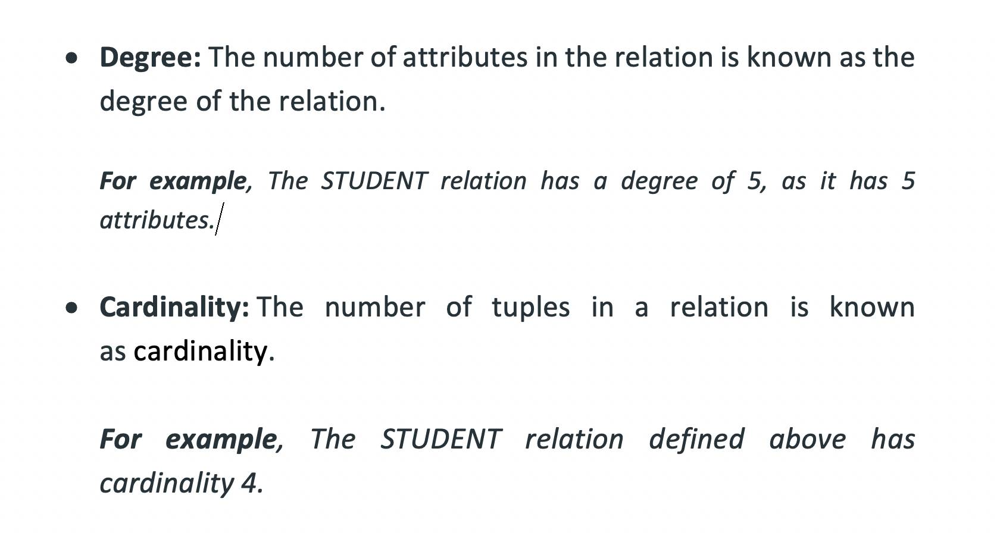 • Degree: The number of attributes in the relation is known as the
degree of the relation.
For example, The STUDENT relation has a degree of 5, as it has 5
attributes.
• Cardinality: The number of tuples in a relation is known
as cardinality.
For example, The STUDENT relation defined above has
cardinality 4.